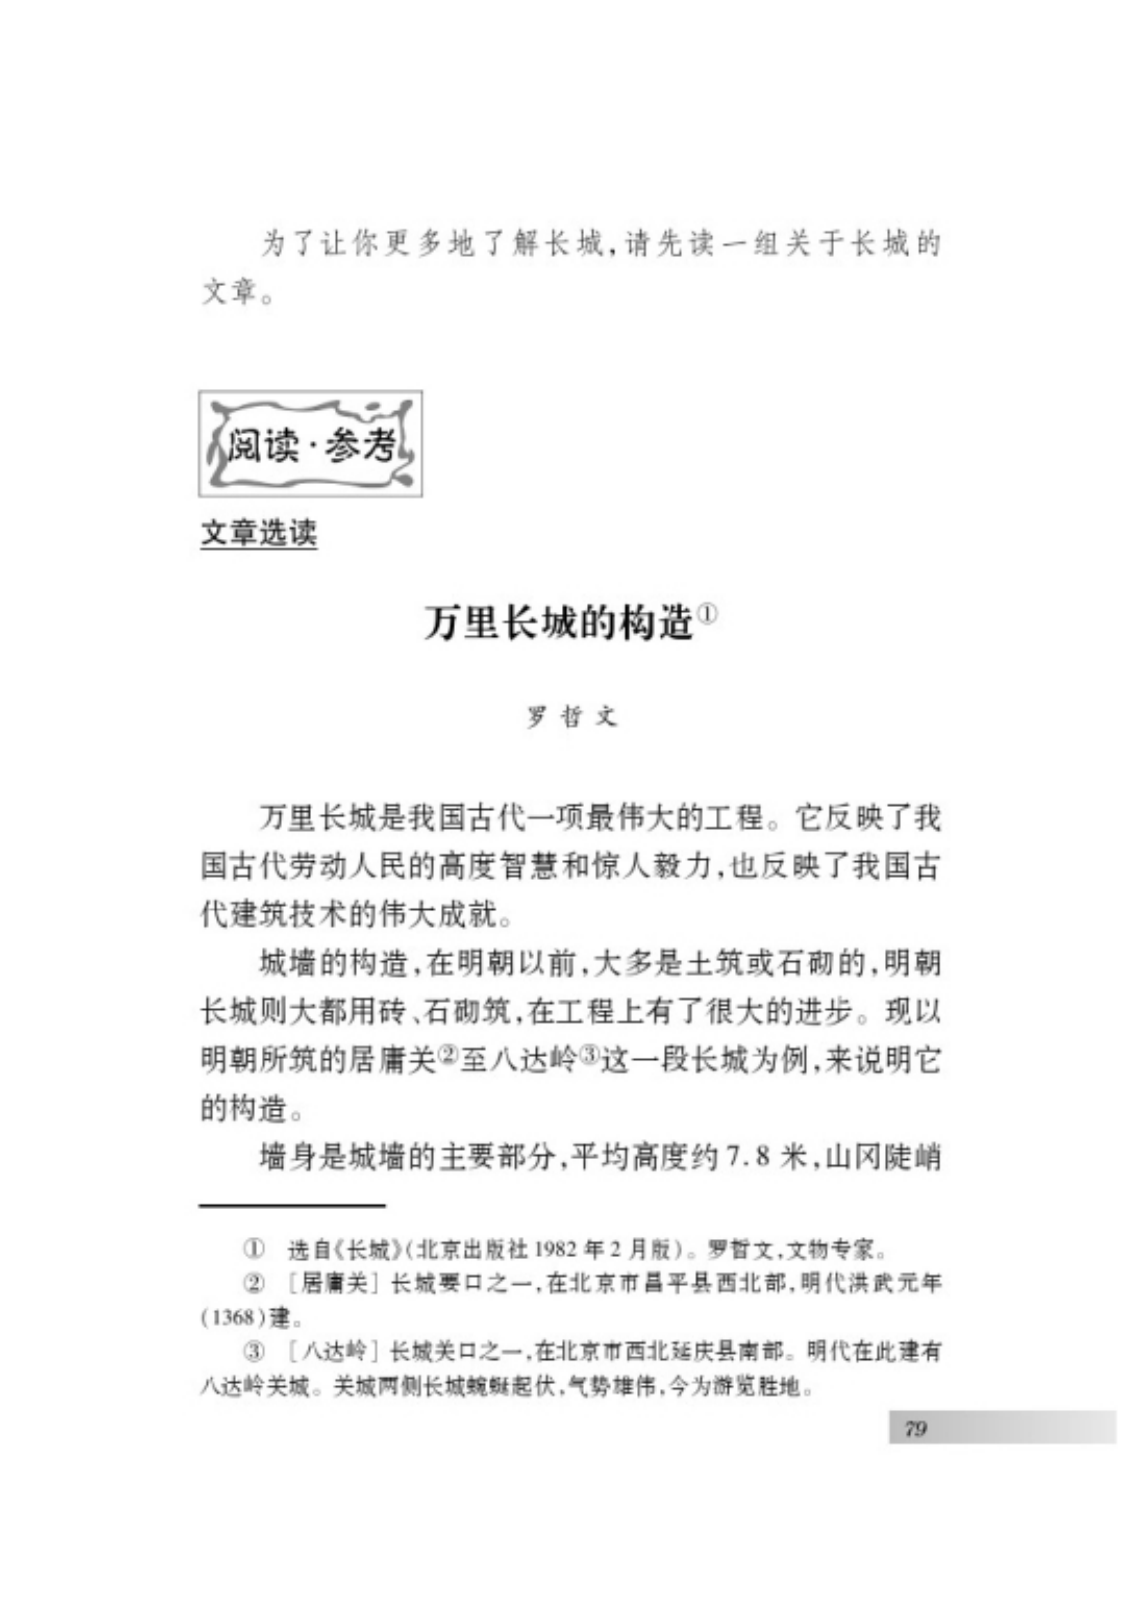 为了让你更多地了解长城,请先读一组关于长城的
文章。
阅读·参考
文章选读
万里长城的构造①
罗哲文
万里长城是我国古代一项最伟大的工程。它反映了我
国古代劳动人民的高度智慧和惊人毅力,也反映了我国古
代建筑技术的伟大成就。
城墙的构造,在明朝以前,大多是土筑或石砌的,明朝
长城则大都用砖、石砌筑,在工程上有了很大的进步。现以
明朝所筑的居庸关②至八达岭③这一段长城为例,来说明它
的构造。
墙身是城墙的主要部分,平均高度约7.8米,山冈陡峭
① 选自《长城》(北京出版社1982年2月版)。罗哲文,文物专家。
② [居庸关] 长城要口之一,在北京市昌平县西北部,明代洪武元年
(1368)建。
③ [八达岭] 长城关口之一,在北京市西北延庆县南部。明代在此建有
八达岭关城。关城两侧长城蜿蜒起伏,气势雄伟,今为游览胜地。
79